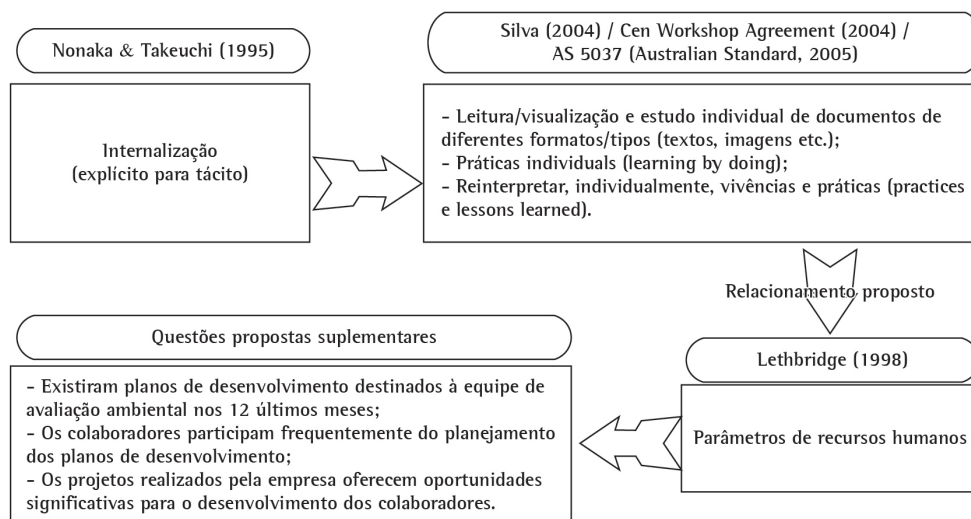 Nonaka & Takeuchi (1995)
Internalização
(explícito para tácito)
Silva (2004) / Cen Workshop Agreement (2004) /
AS 5037 (Australian Standard, 2005)
- Leitura/visualização e estudo individual de documentos de
diferentes formatos/tipos (textos, imagens etc.);
- Práticas individuals (learning by doing);
- Reinterpretar, individualmente, vivências e práticas (practices
e lessons learned).
Relacionamento proposto
Lethbridge (1998)
Parâmetros de recursos humanos
Questões propostas suplementares
- Existiram planos de desenvolvimento destinados à equipe de
avaliação ambiental nos 12 últimos meses;
- Os colaboradores participam frequentemente do planejamento
dos planos de desenvolvimento;
- Os projetos realizados pela empresa oferecem oportunidades
significativas para o desenvolvimento dos colaboradores.